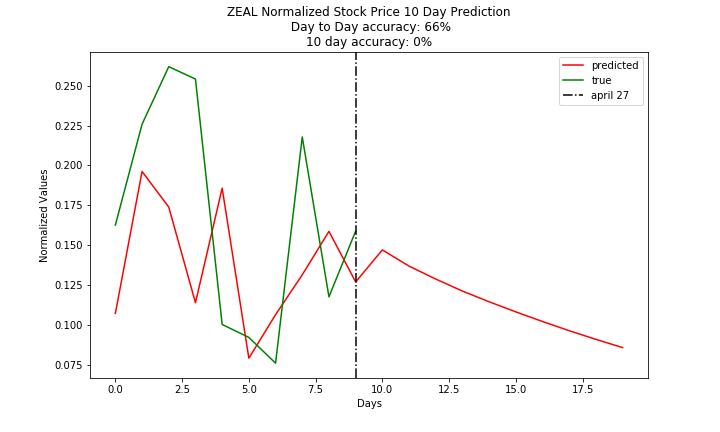 ZEAL Normalized Stock Price 10 Day Prediction
Day to Day accuracy: 66%
10 day accuracy: 0%
predicted
true
april 27
Normalized Values
0.250
0.225
0.200
0.175
0.150
0.125
0.100
0.075
0.0 2.5 5.0 7.5 10.0 12.5 15.0 17.5
Days